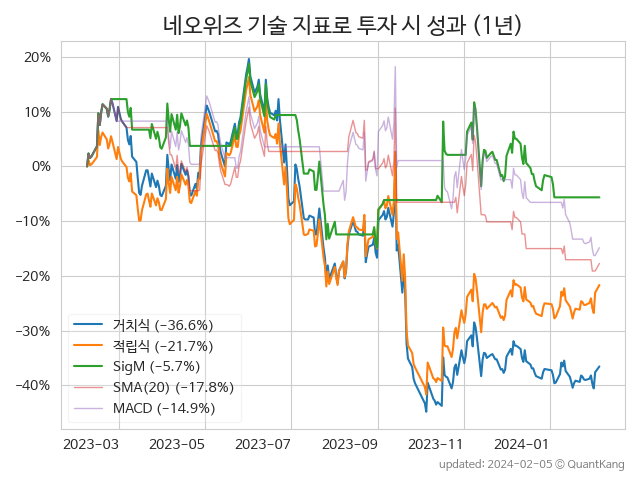 네오위즈 기술 지표로 투자 시 성과 (1년)
20%
10%
0%
−10%
−20%
−30%
−40%
거치식 (−36.6%)
적립식 (−21.7%)
SigM (−5.7%)
SMA(20) (−17.8%)
MACD (−14.9%)
2023-03 2023-05 2023-07 2023-09 2023-11 2024-01
updated: 2024-02-05 © QuantKang